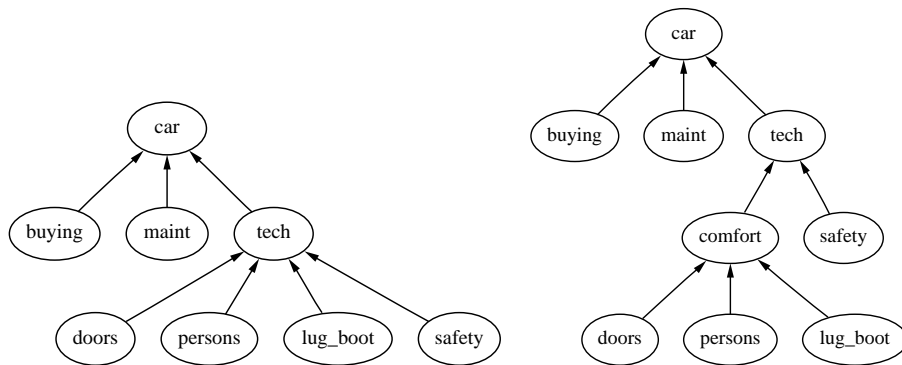 car
buying maint tech
doors persons lug_boot safety
car
buying maint tech
comfort safety
doors persons lug_boot